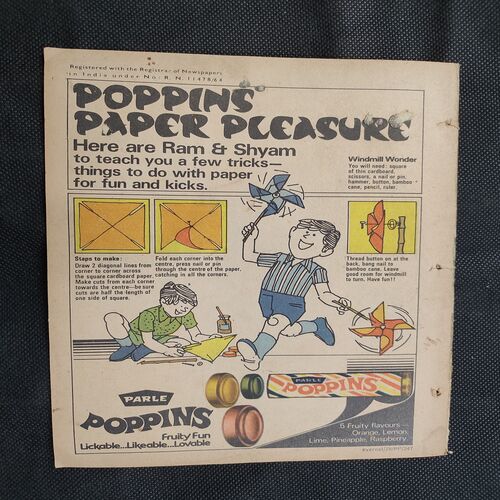 Registered with the Registrar of Newspapers
in India under No: R. N. 11478/64
POPPINS
PAPER PLEASURE
Here are Ram & Shyam
to teach you a few tricks—
things to do with paper
for fun and kicks.
Windmill Wonder
You will need: square
of thin cardboard,
scissors, a nail or pin,
hammer, button, bamboo
cane, pencil, ruler.
Steps to make:
Draw 2 diagonal lines from
corner to corner across
the square cardboard paper.
Make cuts from each corner
towards the centre—be sure
cuts are half the length of
one side of square.
Fold each corner into the
centre, press nail or pin
through the centre of the paper,
catching in all the corners.
Thread button on at the
back, bang nail to
bamboo cane. Leave
good room for windmill
to turn. Have fun!!
PARLE
POPPINS
Fruity Fun
Lickable...Likeable...Lovable
PARLE
POPPINS
5 Fruity flavours—
Orange, Lemon,
Lime, Pineapple, Raspberry.